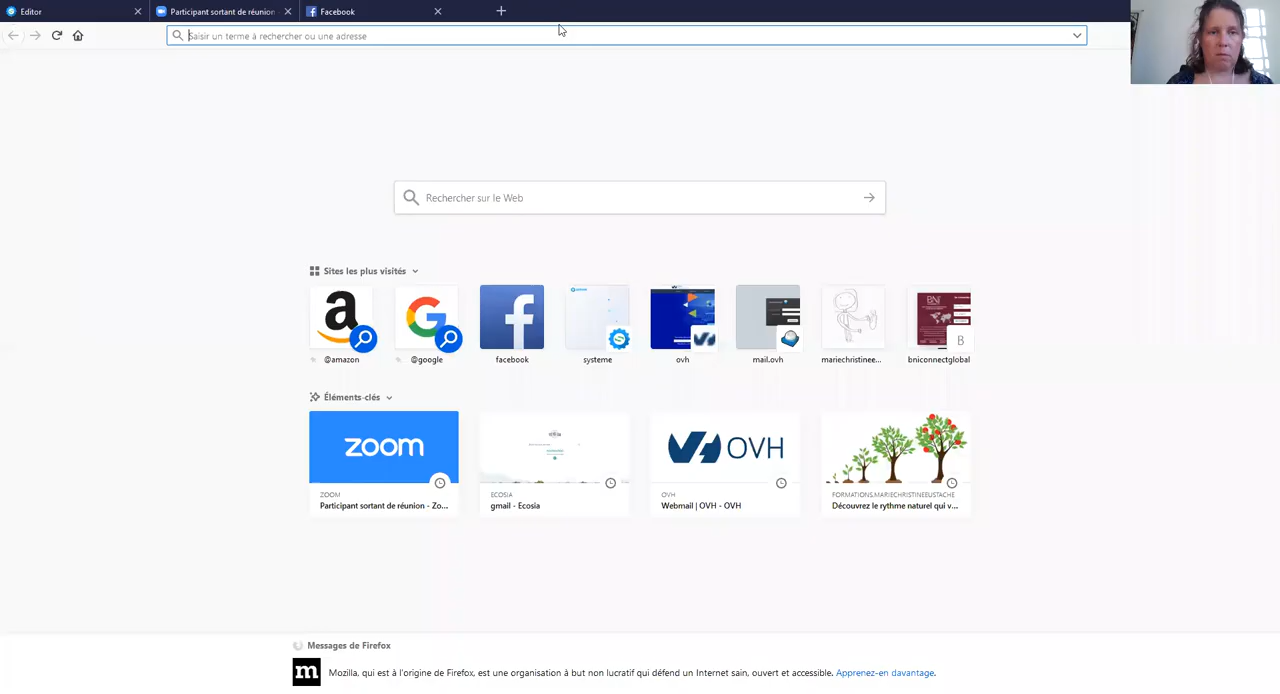 Editor
Participant sortant de réunion
Facebook
Saisir un terme à rechercher ou une adresse
Rechercher sur le Web
Sites les plus visités
@amazon
@google
facebook
systeme
ovh
mail.ovh
mariechristinee...
bniconnectglobal
BNI
B
Éléments-clés
zoom
OVH
ZOOM
Participant sortant de réunion - Zo...
ECOSIA
gmail - Ecosia
OVH
Webmail | OVH - OVH
FORMATIONS.MARIECHRISTINEEUSTACHE
Découvrez le rythme naturel qui v...
Messages de Firefox
m
Mozilla, qui est à l'origine de Firefox, est une organisation à but non lucratif qui défend un Internet sain, ouvert et accessible. Apprenez-en davantage.